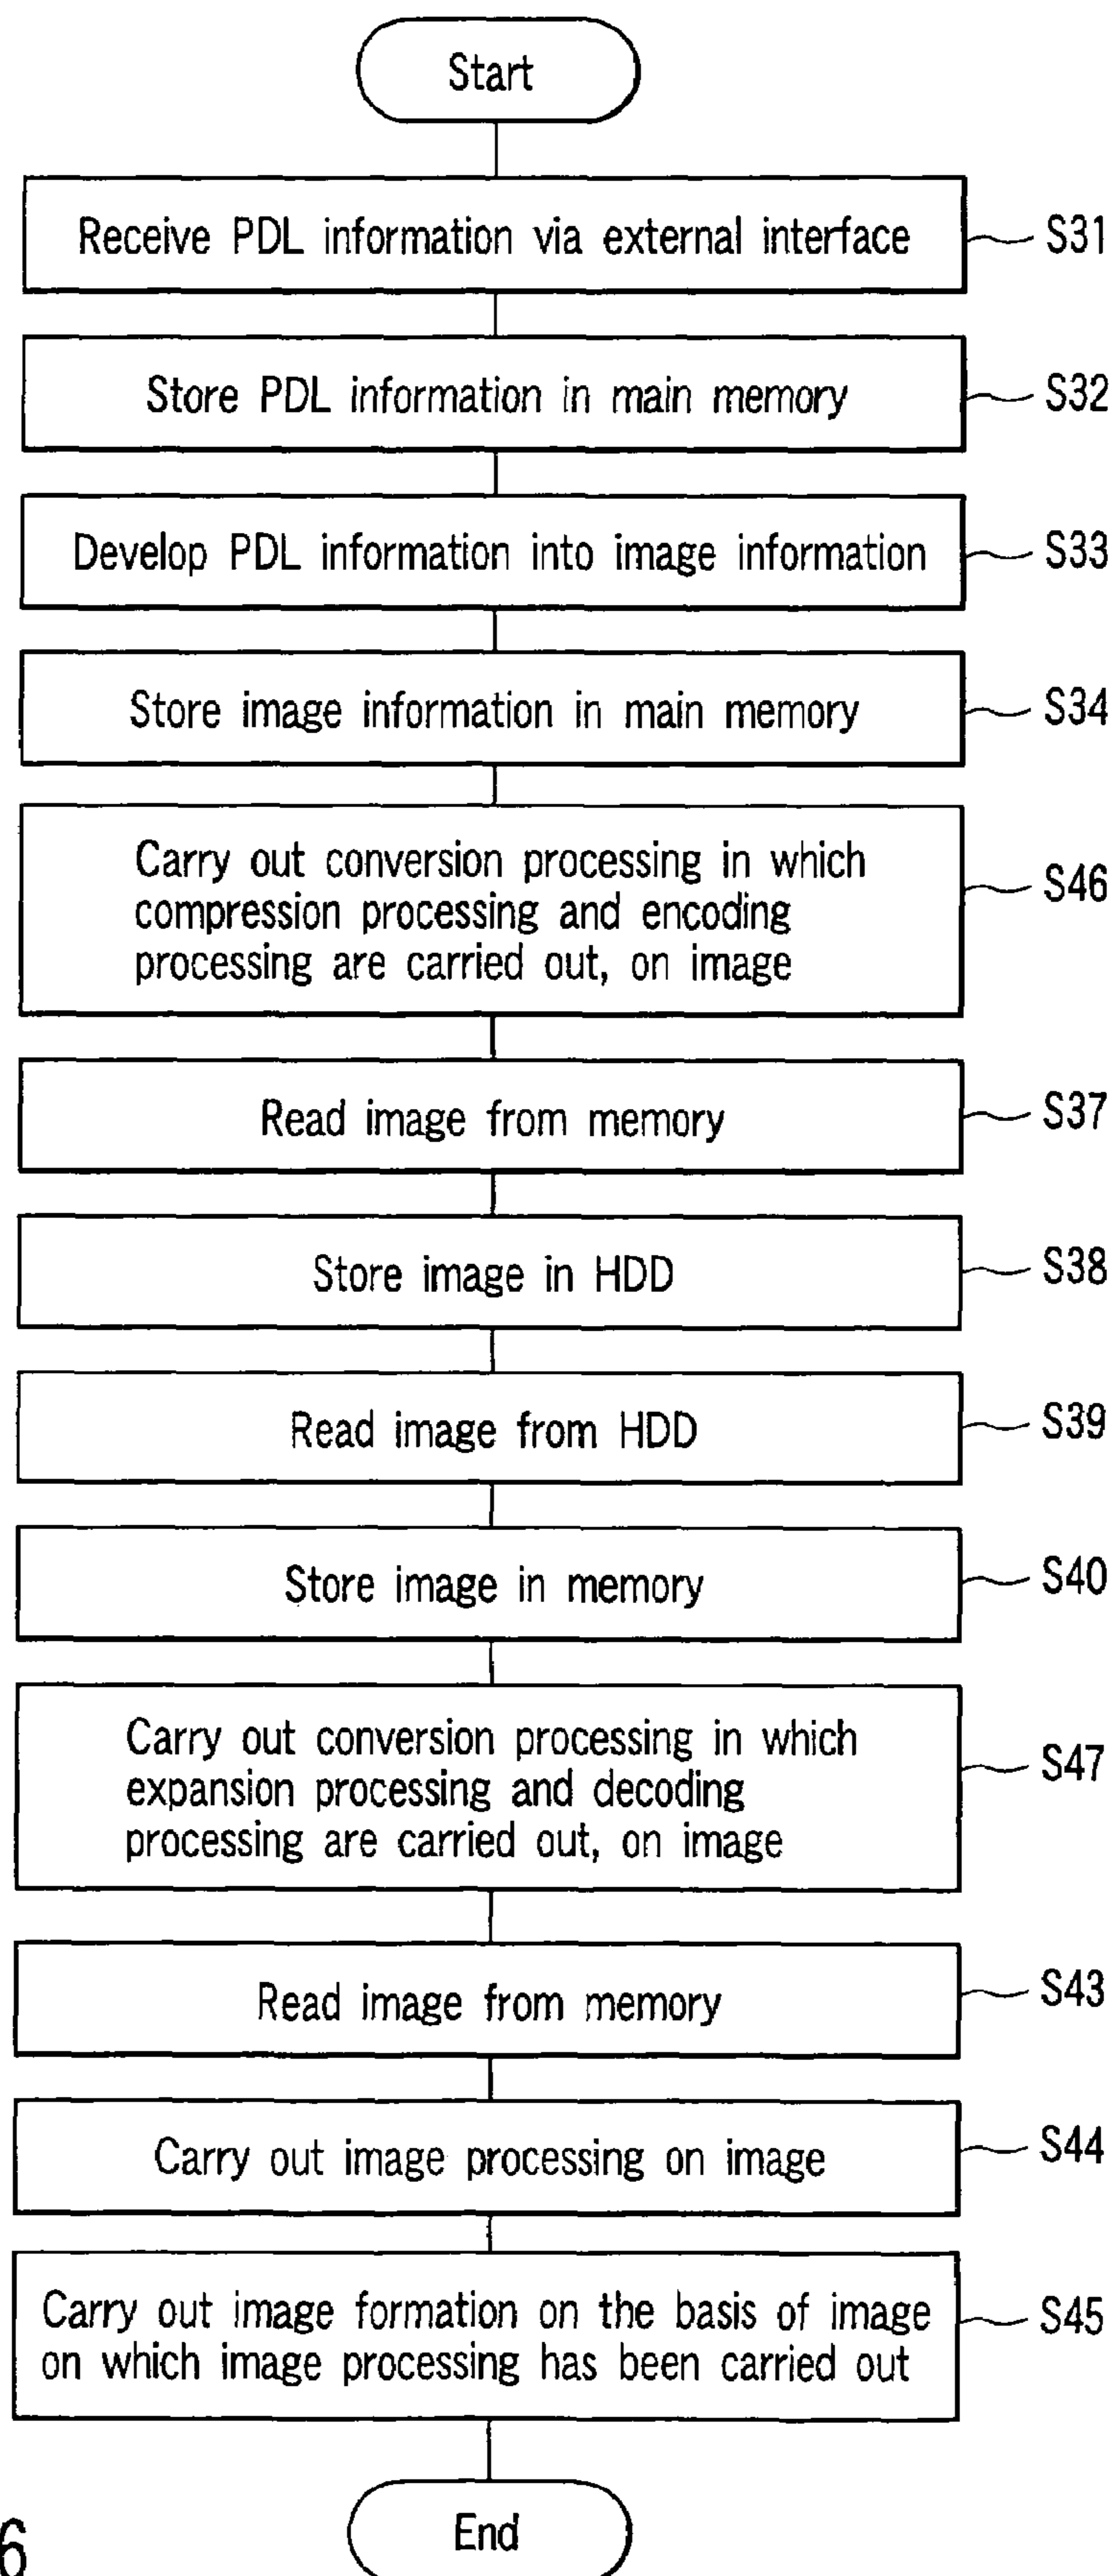 Start
Receive PDL information via external interface
S31
Store PDL information in main memory
S32
Develop PDL information into image information
S33
Store image information in main memory
S34
Carry out conversion processing in which
compression processing and encoding
processing are carried out, on image
S46
Read image from memory
S37
Store image in HDD
S38
Read image from HDD
S39
Store image in memory
S40
Carry out conversion processing in which
expansion processing and decoding
processing are carried out, on image
S47
Read image from memory
S43
Carry out image processing on image
S44
Carry out image formation on the basis of image
on which image processing has been carried out
S45
End
6